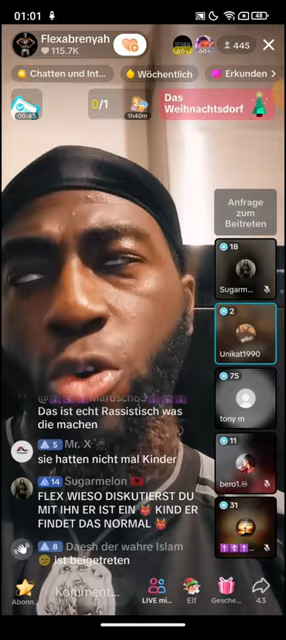 01:01
48
Flexabrenyah
115.7K
60+
60+
445
Chatten und Int...
Wöchentlich
Erkunden
00:43
0/1
1h40m
Das
Weihnachtsdorf
Anfrage
zum
Beitreten
18
Sugarm...
2
Unikat1990
75
tony m
11
bero1.
31
Das ist echt Rassistisch was
die machen
5 Mr. X
sie hatten nicht mal Kinder
14 Sugarmelon
FLEX WIESO DISKUTIERST DU
MIT IHN ER IST EIN 👹 KIND ER
FINDET DAS NORMAL 👹
8 Daesh der wahre Islam
ist beigetreten
Abonn...
Komment...
LIVE mi...
Elf
Gesche...
43